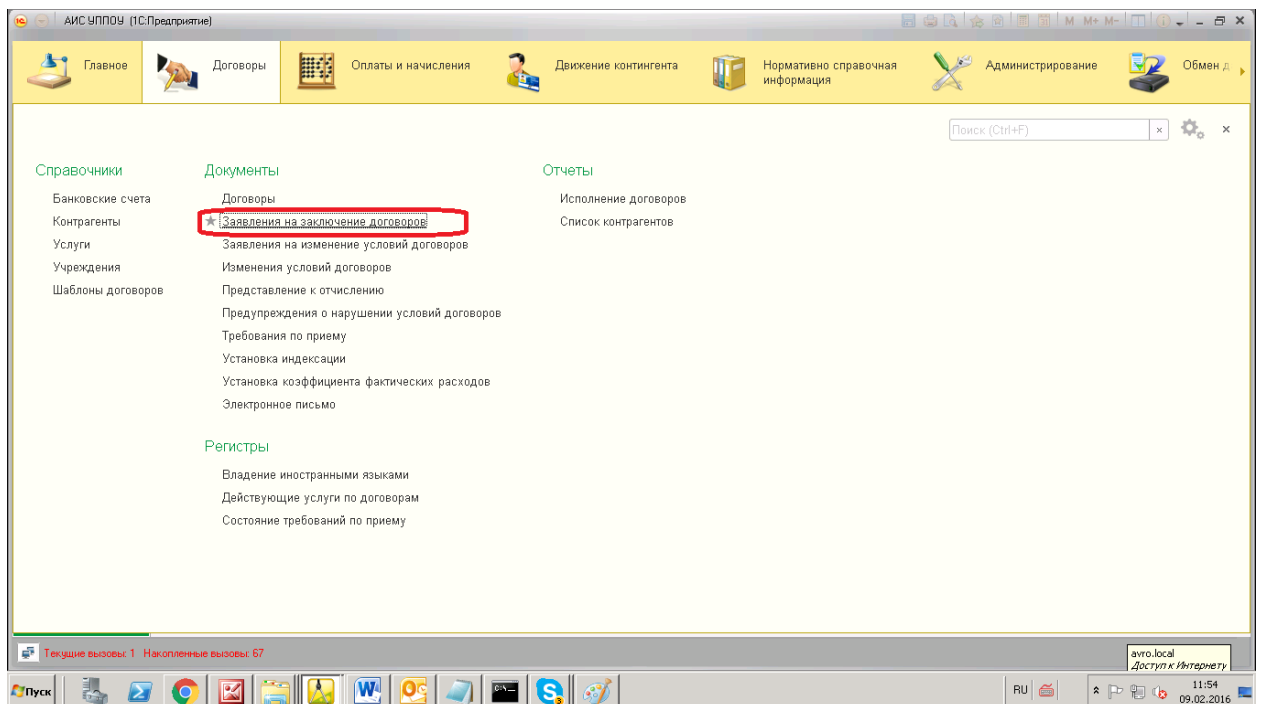 АИС УППОУ (1С:Предприятие)
M M+ M-
Главное
Договоры
Оплаты и начисления
Движение контингента
Нормативно справочная
информация
Администрирование
Обмен д
Поиск (Ctrl+F)
Справочники
Банковские счета
Контрагенты
Услуги
Учреждения
Шаблоны договоров
Документы
Договоры
Заявления на заключение договоров
Заявления на изменение условий договоров
Изменения условий договоров
Представление к отчислению
Предупреждения о нарушении условий договоров
Требования по приему
Установка индексации
Установка коэффициента фактических расходов
Электронное письмо
Регистры
Владение иностранными языками
Действующие услуги по договорам
Состояние требований по приему
Отчеты
Исполнение договоров
Список контрагентов
Текущие вызовы: 1 Накопленные вызовы: 67
avro.local
Доступ к Интернету
Пуск
RU
11:54
09.02.2016